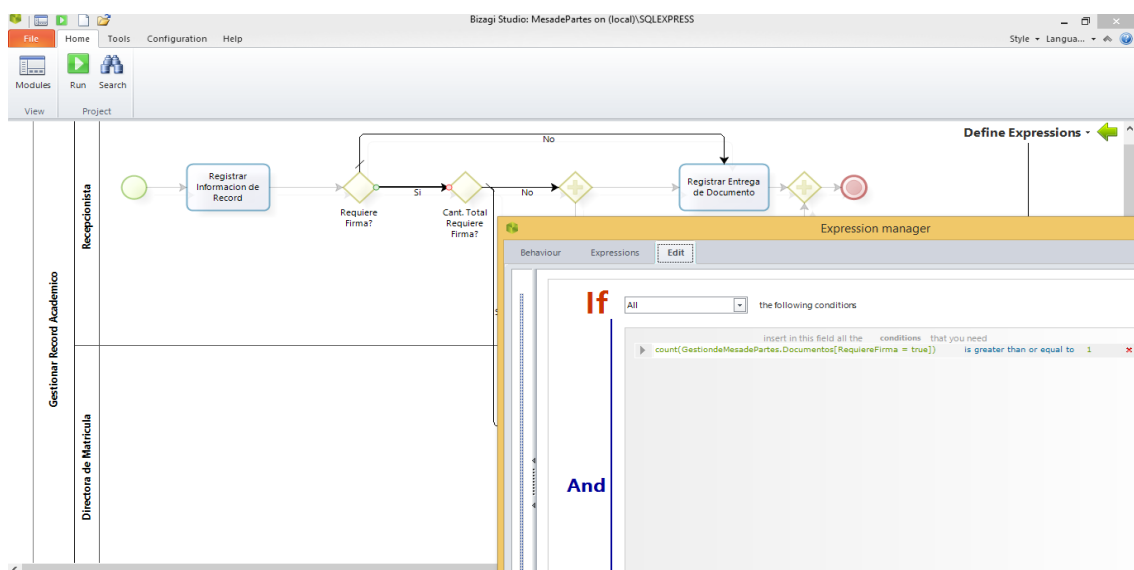 Bizagi Studio: MesadePartes on (local)\SQLEXPRESS
File Home Tools Configuration Help
Style Langua...
Modules Run Search
View Project
Define Expressions
Gestionar Record Academico
Recepcionista
Directora de Matricula
Registrar
Informacion de
Record
No
Si
No
Requiere
Firma?
Cant. Total
Requiere
Firma?
Registrar Entrega
de Documento
Expression manager
Behaviour Expressions Edit
If
All the following conditions
insert in this field all the conditions that you need
count(GestiondeMesadePartes.Documentos[RequiereFirma = true]) is greater than or equal to 1
And